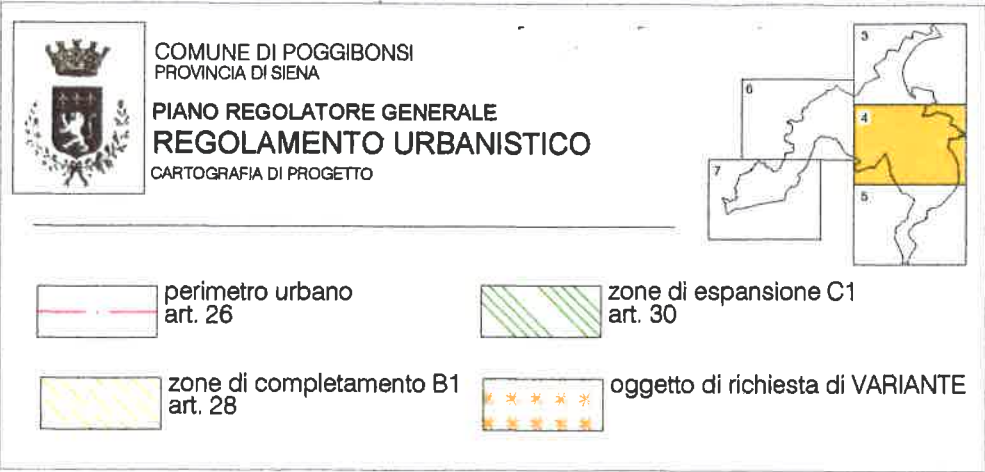 COMUNE DI POGGIBONSI
PROVINCIA DI SIENA
PIANO REGOLATORE GENERALE
REGOLAMENTO URBANISTICO
CARTOGRAFIA DI PROGETTO
3
6
4
7
5
perimetro urbano
art. 26
zone di espansione C1
art. 30
zone di completamento B1
art. 28
oggetto di richiesta di VARIANTE